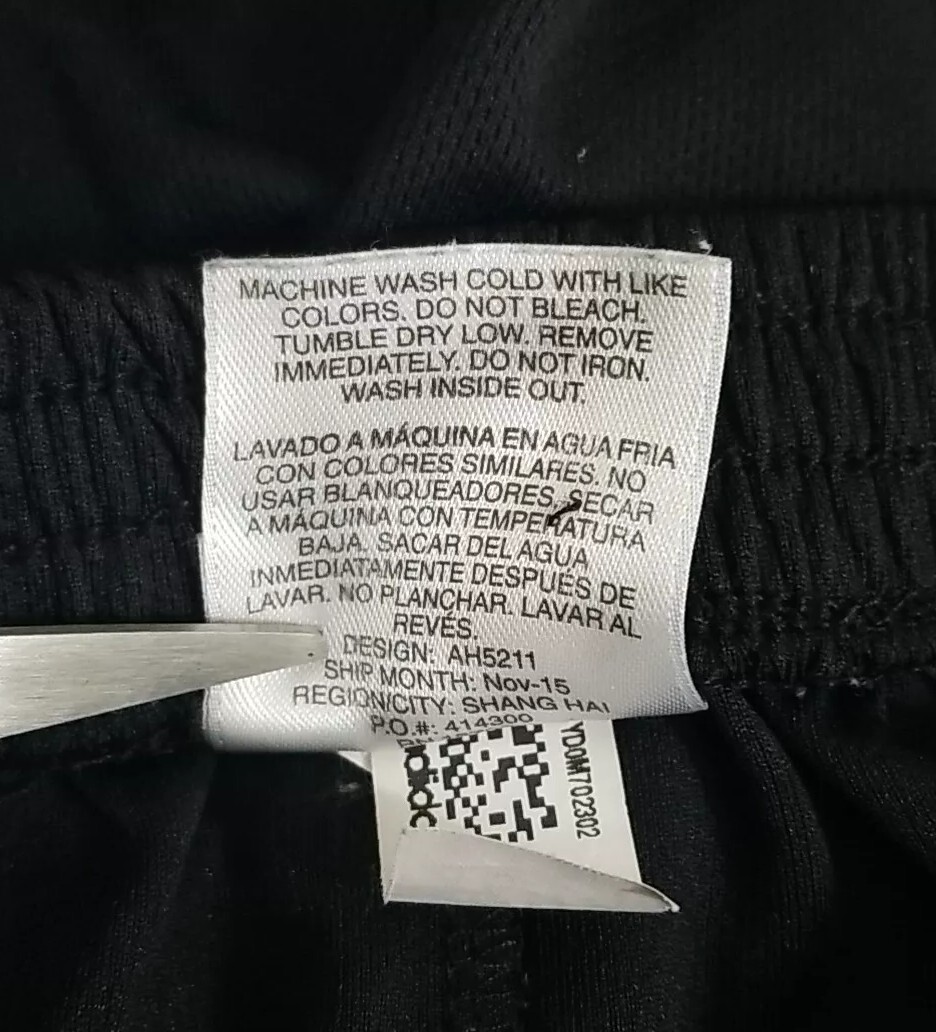 MACHINE WASH COLD WITH LIKE
COLORS. DO NOT BLEACH.
TUMBLE DRY LOW. REMOVE
IMMEDIATELY. DO NOT IRON.
WASH INSIDE OUT.
LAVADO A MÁQUINA EN AGUA FRIA
CON COLORES SIMILARES. NO
USAR BLANQUEADORES. SECAR
A MÁQUINA CON TEMPERATURA
BAJA. SACAR DEL AGUA
INMEDIATAMENTE DESPUÉS DE
LAVAR. NO PLANCHAR. LAVAR AL
REVÉS.
DESIGN: AH5211
SHIP MONTH: Nov-15
REGION/CITY: SHANG HAI
P.O.#: 414300
YD0M702302